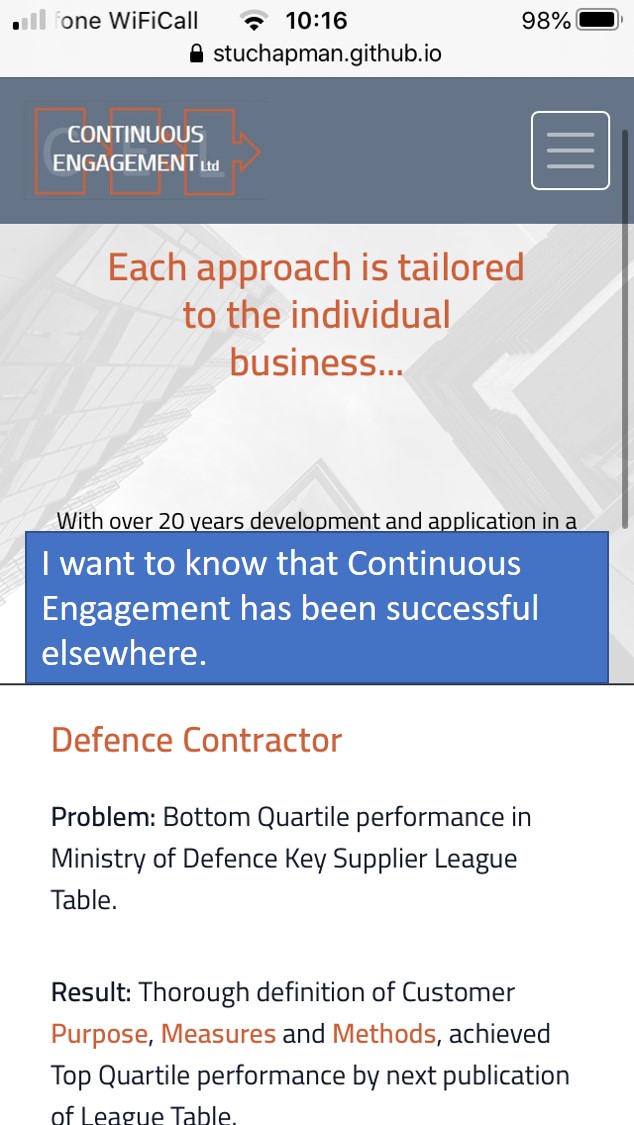 fone WiFiCall 10:16 98%
stuchapman.github.io
CEL
CONTINUOUS
ENGAGEMENT Ltd
Each approach is tailored
to the individual
business...
With over 20 years development and application in a
I want to know that Continuous
Engagement has been successful
elsewhere.
Defence Contractor
Problem: Bottom Quartile performance in
Ministry of Defence Key Supplier League
Table.
Result: Thorough definition of Customer
Purpose, Measures and Methods, achieved
Top Quartile performance by next publication
of League Table.